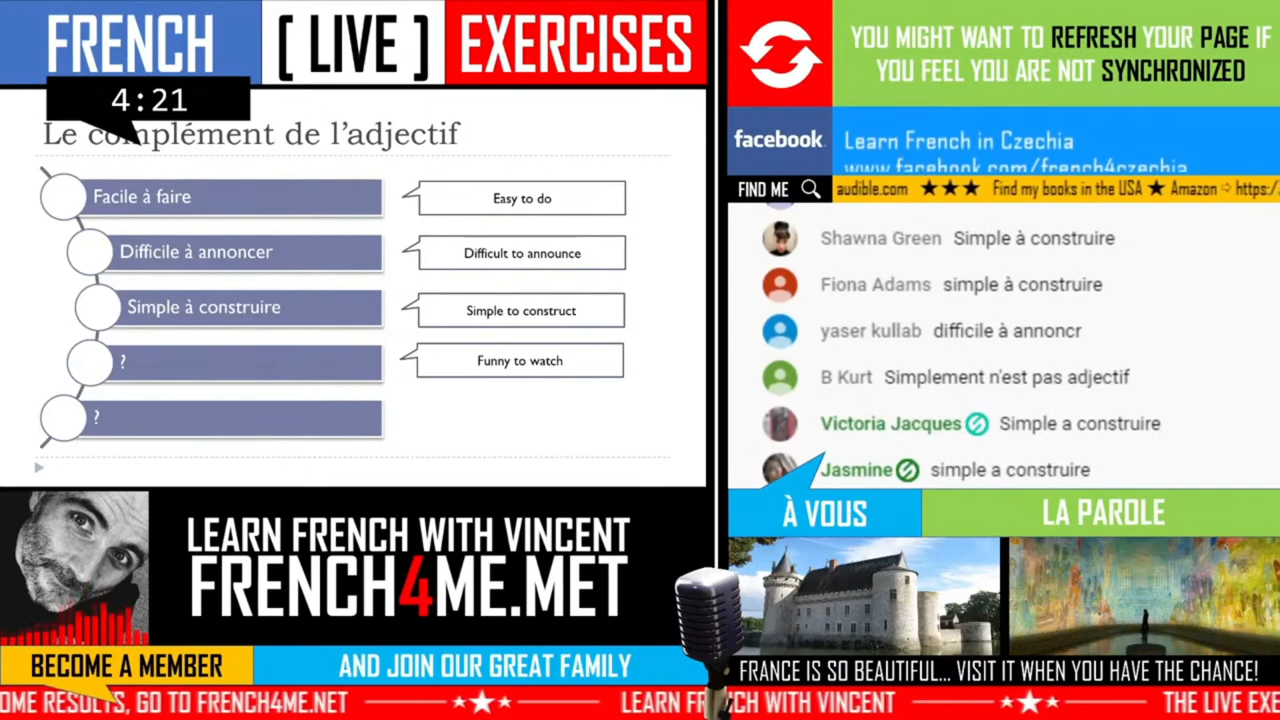 FRENCH
[ LIVE ]
EXERCISES
4:21
Le complément de l'adjectif
Facile à faire
Easy to do
Difficile à annoncer
Difficult to announce
Simple à construire
Simple to construct
?
Funny to watch
?
LEARN FRENCH WITH VINCENT
FRENCH4ME.MET
BECOME A MEMBER
AND JOIN OUR GREAT FAMILY
YOU MIGHT WANT TO REFRESH YOUR PAGE IF
YOU FEEL YOU ARE NOT SYNCHRONIZED
facebook.
Learn French in Czechia
www.facebook.com/french4czechia
FIND ME
audible.com ★★★ Find my books in the USA ★ Amazon ⇨ https:/
Shawna Green Simple à construire
Fiona Adams simple à construire
yaser kullab difficile à annoncr
B Kurt Simplement n'est pas adjectif
Victoria Jacques Simple a construire
Jasmine simple a construire
À VOUS
LA PAROLE
FRANCE IS SO BEAUTIFUL... VISIT IT WHEN YOU HAVE THE CHANCE!
OME RESULTS, GO TO FRENCH4ME.NET
LEARN FR CH WITH VINCENT
THE LIVE EXE